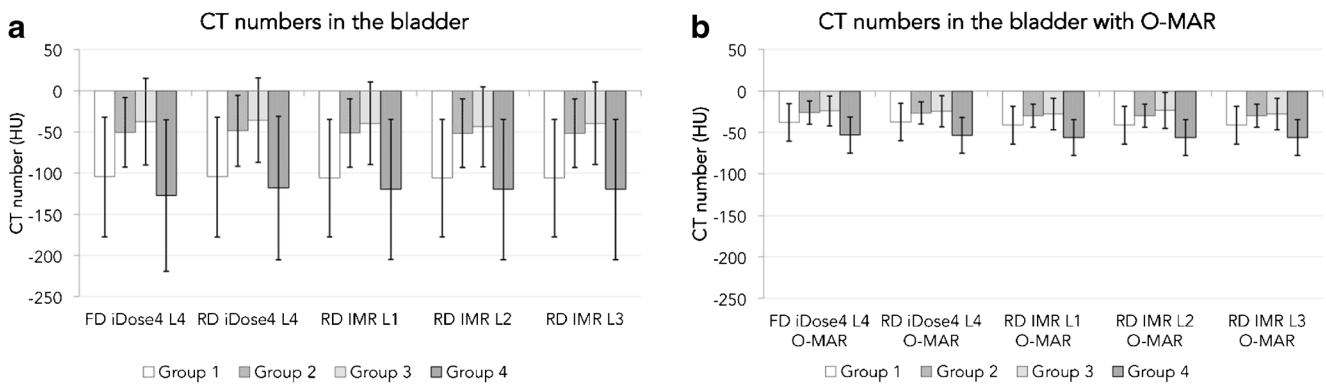 a
CT numbers in the bladder
CT number (HU)
50
0
-50
-100
-150
-200
-250
FD iDose4 L4 RD iDose4 L4 RD IMR L1 RD IMR L2 RD IMR L3
Group 1 Group 2 Group 3 Group 4
b
CT numbers in the bladder with O-MAR
CT number (HU)
50
0
-50
-100
-150
-200
-250
FD iDose4 L4 RD iDose4 L4 RD IMR L1 RD IMR L2 RD IMR L3
O-MAR O-MAR O-MAR O-MAR O-MAR
Group 1 Group 2 Group 3 Group 4